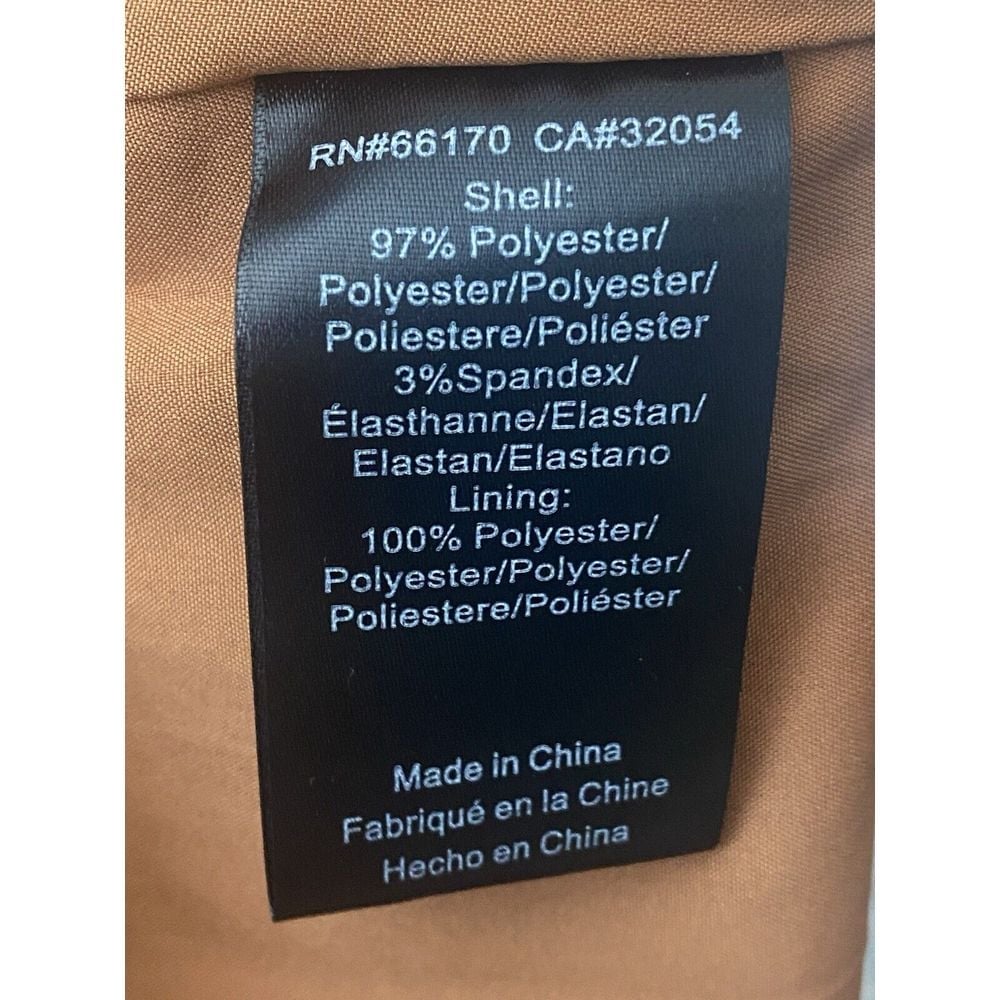 RN#66170 CA#32054
Shell:
97% Polyester/
Polyester/Polyester/
Poliestere/Poliéster
3%Spandex/
Élasthanne/Elastan/
Elastan/Elastano
Lining:
100% Polyester/
Polyester/Polyester/
Poliestere/Poliéster
Made in China
Fabriqué en la Chine
Hecho en China